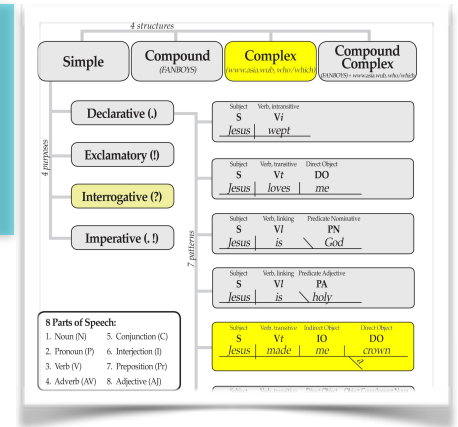 4 structures
Simple
Compound
(FANBOYS)
Complex
(www.asia.wub, who/which)
Compound
Complex
(FANBOYS) + www.asia.wub, who/which
4 purposes
Declarative (.)
Exclamatory (!)
Interrogative (?)
Imperative (. !)
7 patterns
Subject Verb, intransitive
S Vi
Jesus wept
Subject Verb, transitive Direct Object
S Vt DO
Jesus loves me
Subject Verb, linking Predicate Nominative
S Vl PN
Jesus is God
Subject Verb, linking Predicate Adjective
S Vl PA
Jesus is holy
Subject Verb, transitive Indirect Object Direct Object
S Vt IO DO
Jesus made me crown
a
8 Parts of Speech:
1. Noun (N) 5. Conjunction (C)
2. Pronoun (P) 6. Interjection (I)
3. Verb (V) 7. Preposition (Pr)
4. Adverb (AV) 8. Adjective (AJ)